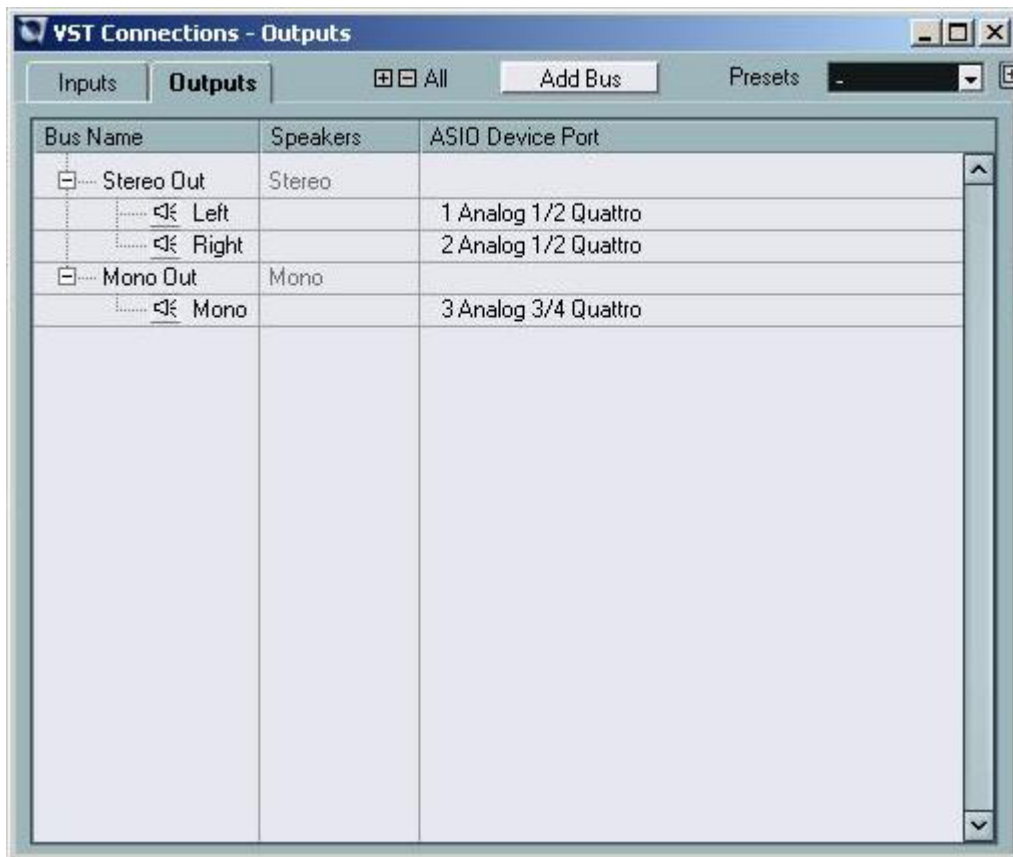 VST Connections - Outputs
Inputs Outputs All Add Bus Presets -
Bus Name Speakers ASIO Device Port
Stereo Out Stereo
Left 1 Analog 1/2 Quattro
Right 2 Analog 1/2 Quattro
Mono Out Mono
Mono 3 Analog 3/4 Quattro